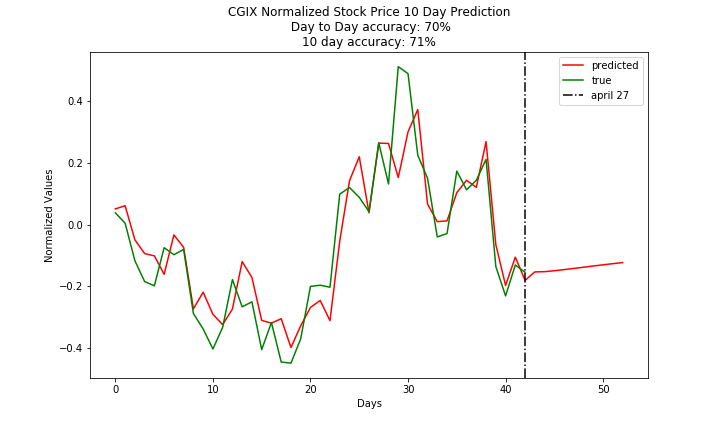 CGIX Normalized Stock Price 10 Day Prediction
Day to Day accuracy: 70%
10 day accuracy: 71%
predicted
true
april 27
Normalized Values
0.4
0.2
0.0
−0.2
−0.4
0
10
20
30
40
50
Days